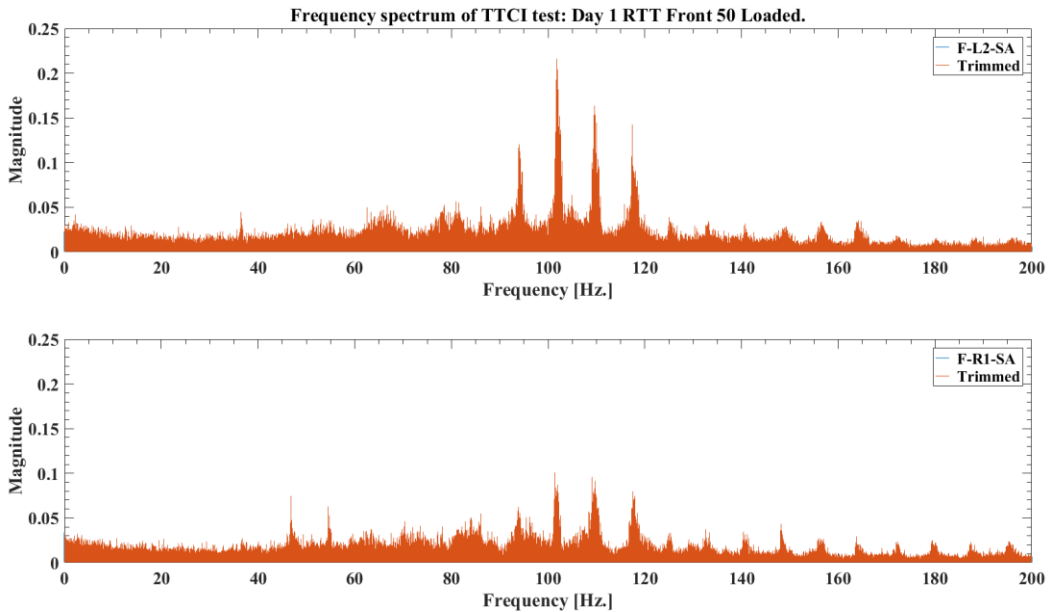 Frequency spectrum of TTCI test: Day 1 RTT Front 50 Loaded.
0.25
F-L2-SA
Trimmed
0.2
0.15
0.1
0.05
0
Magnitude
0 20 40 60 80 100 120 140 160 180 200
Frequency [Hz.]
0.25
F-R1-SA
Trimmed
0.2
0.15
0.1
0.05
0
Magnitude
0 20 40 60 80 100 120 140 160 180 200
Frequency [Hz.]